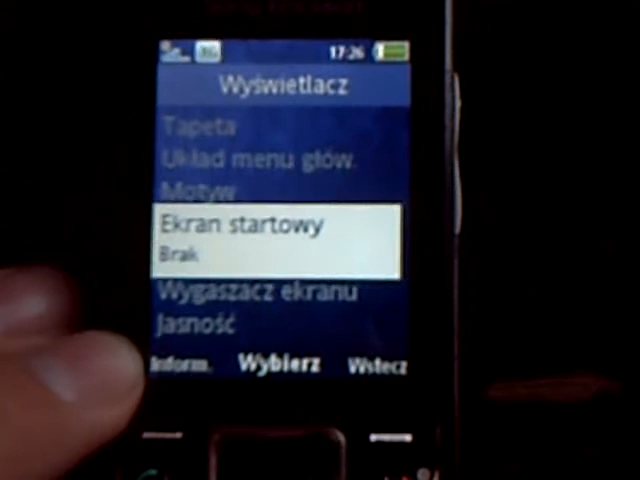 17:26
Wyświetlacz
Tapeta
Układ menu głów.
Motyw
Ekran startowy
Brak
Wygaszacz ekranu
Jasność
Inform. Wybierz Wstecz